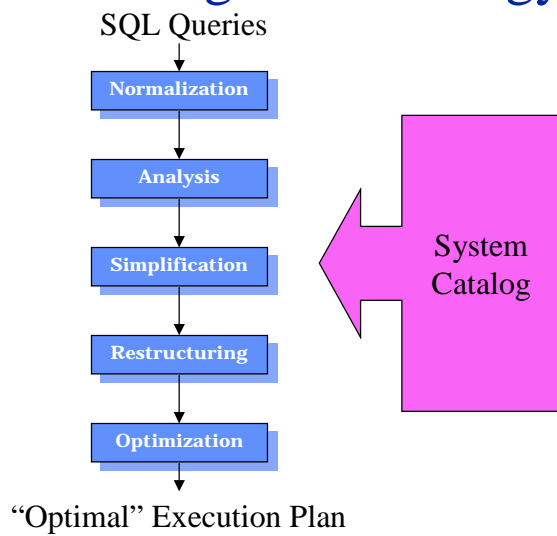 SQL Queries
Normalization
Analysis
Simplification
Restructuring
Optimization
“Optimal” Execution Plan
System
Catalog